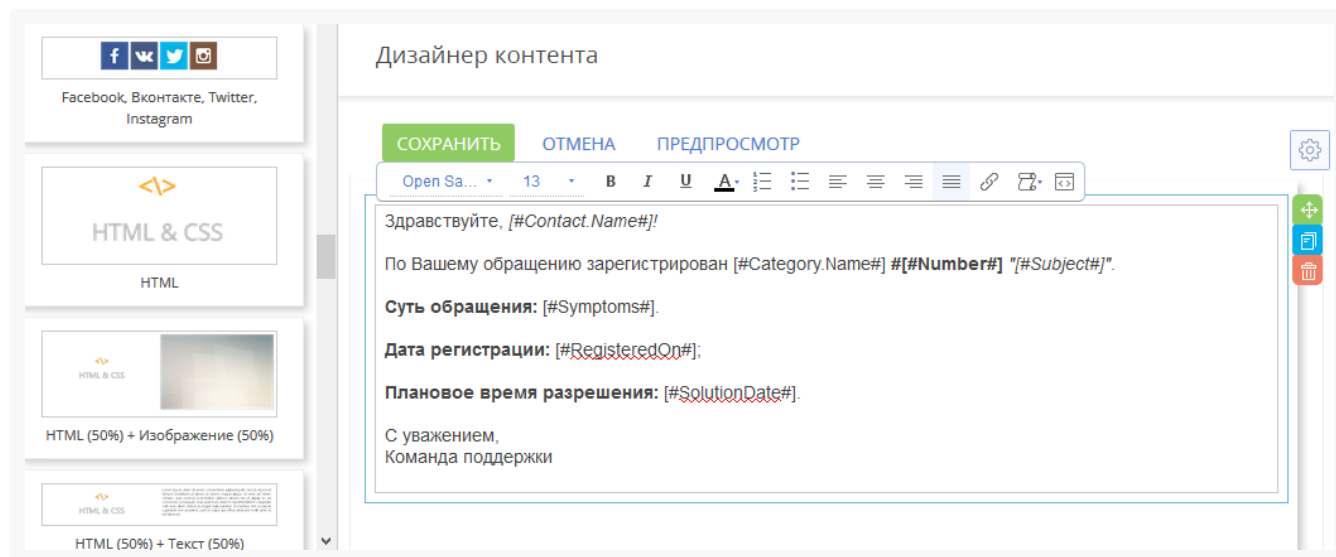 Facebook, Вконтакте, Twitter,
Instagram
</>
HTML & CSS
HTML
</>
HTML & CSS
HTML (50%) + Изображение (50%)
</>
HTML & CSS
HTML (50%) + Текст (50%)
Дизайнер контента
СОХРАНИТЬ ОТМЕНА ПРЕДПРОСМОТР
Open Sa... 13 B I U A
Здравствуйте, [#Contact.Name#]!
По Вашему обращению зарегистрирован [#Category.Name#] #[#Number#] "[#Subject#]".
Суть обращения: [#Symptoms#].
Дата регистрации: [#RegisteredOn#];
Плановое время разрешения: [#SolutionDate#].
С уважением,
Команда поддержки